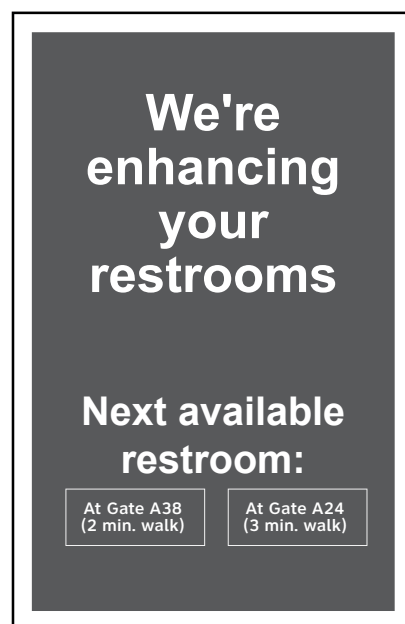 We're
enhancing
your
restrooms
Next available
restroom:
At Gate A38
(2 min. walk)
At Gate A24
(3 min. walk)